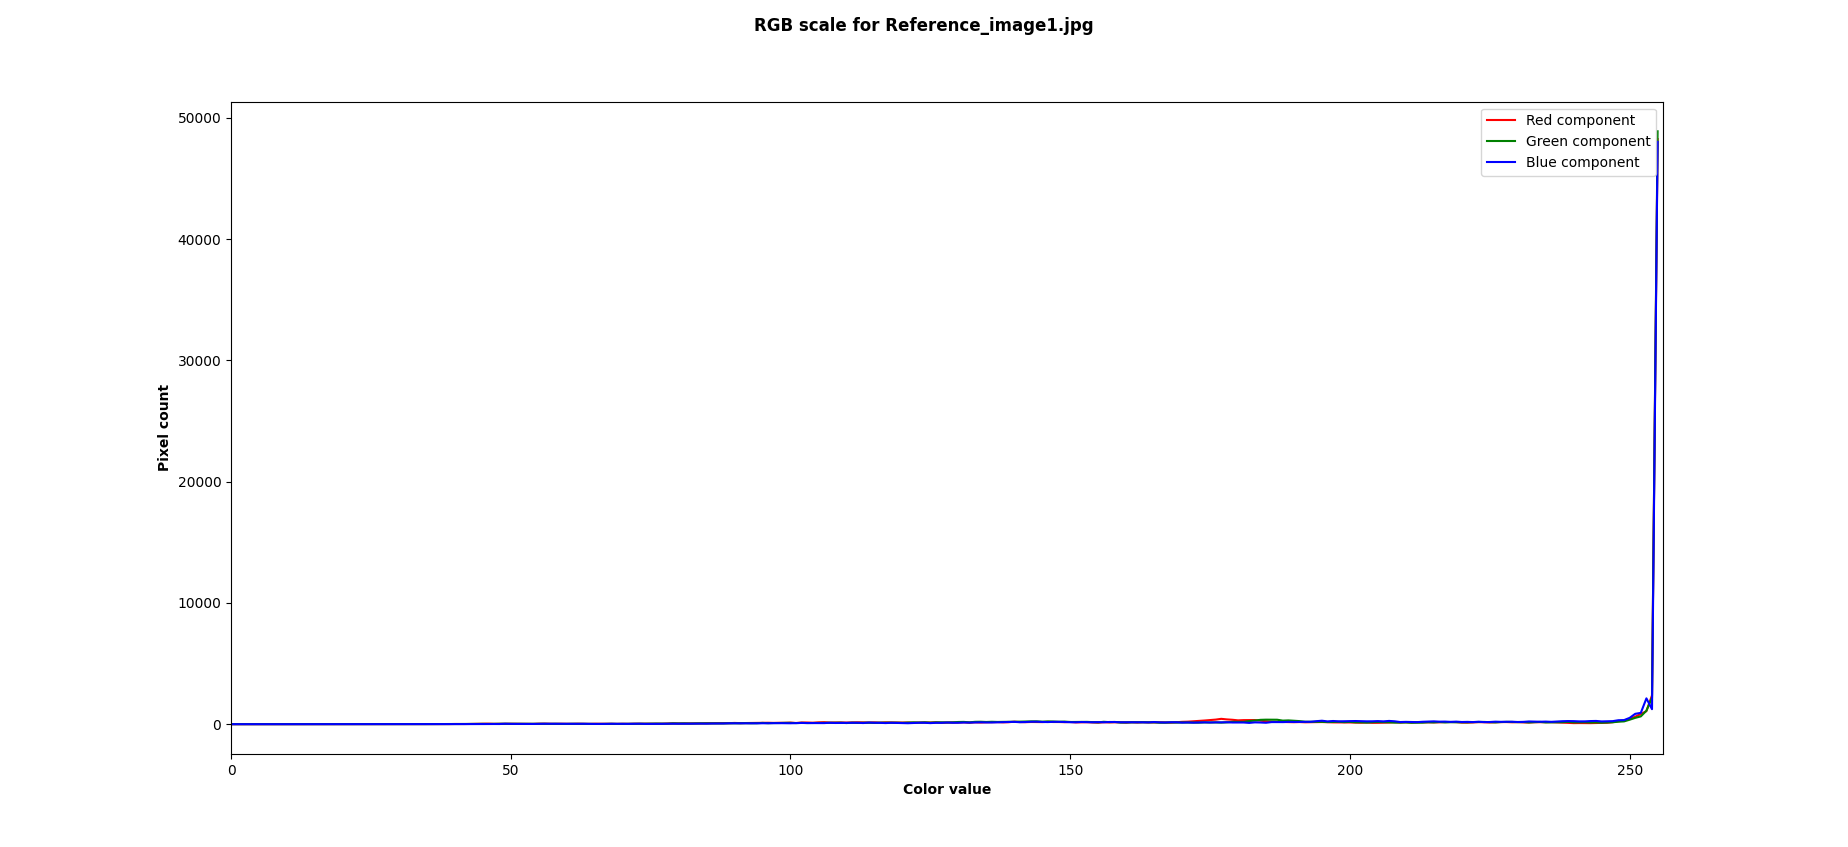 RGB scale for Reference_image1.jpg
Red component
Green component
Blue component
50000
40000
30000
20000
10000
0
Pixel count
0 50 100 150 200 250
Color value